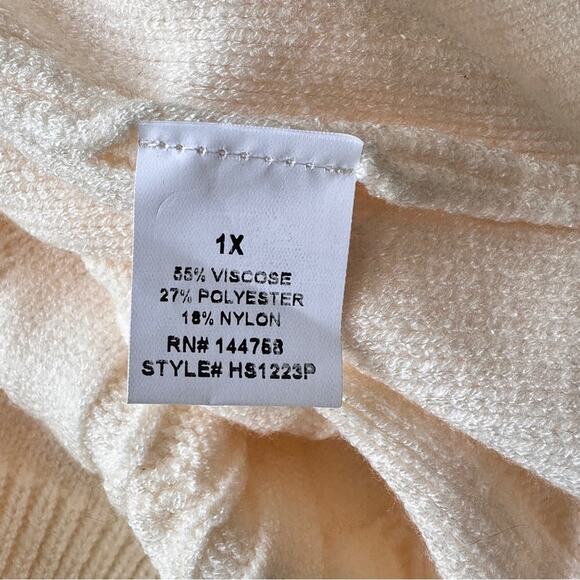 1X
55% VISCOSE
27% POLYESTER
18% NYLON
RN# 144758
STYLE# HS1223P